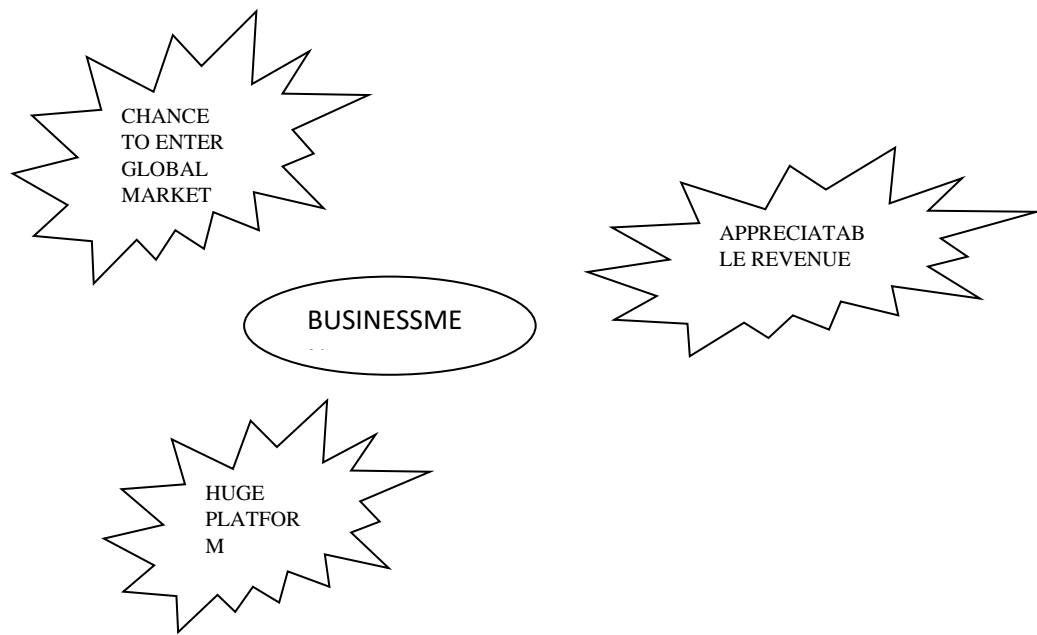 CHANCE
TO ENTER
GLOBAL
MARKET
APPRECIATAB
LE REVENUE
BUSINESSME
HUGE
PLATFOR
M